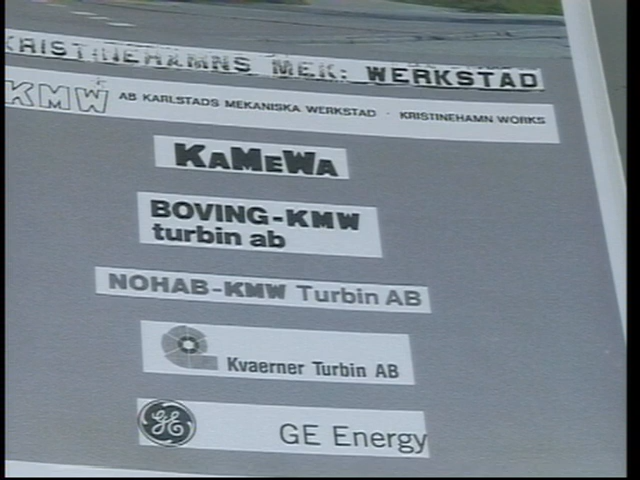 KRISTINEHAMNS MEK: WERKSTAD
KMW AB KARLSTADS MEKANISKA WERKSTAD · KRISTINEHAMN WORKS
KAMEWA
BOVING-KMW
turbin ab
NOHAB-KMW Turbin AB
Kvaerner Turbin AB
GE GE Energy